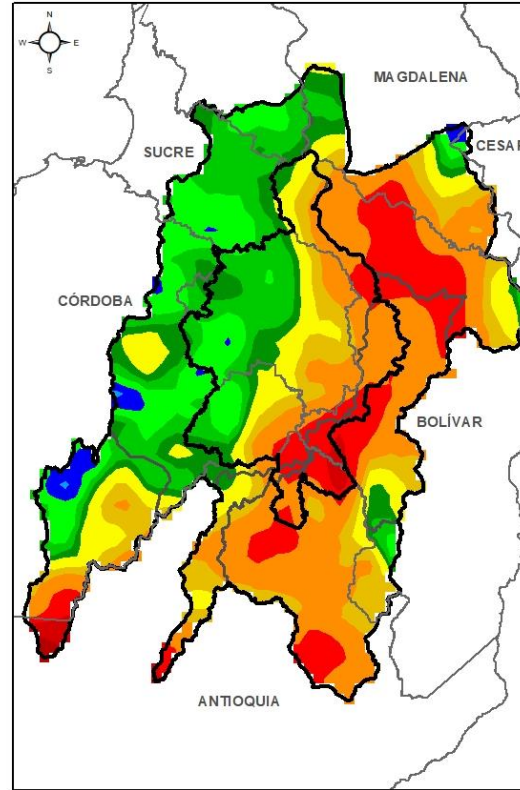 N
W E
S
MAGDALENA
CESAR
SUCRE
CÓRDOBA
BOLÍVAR
ANTIOQUIA